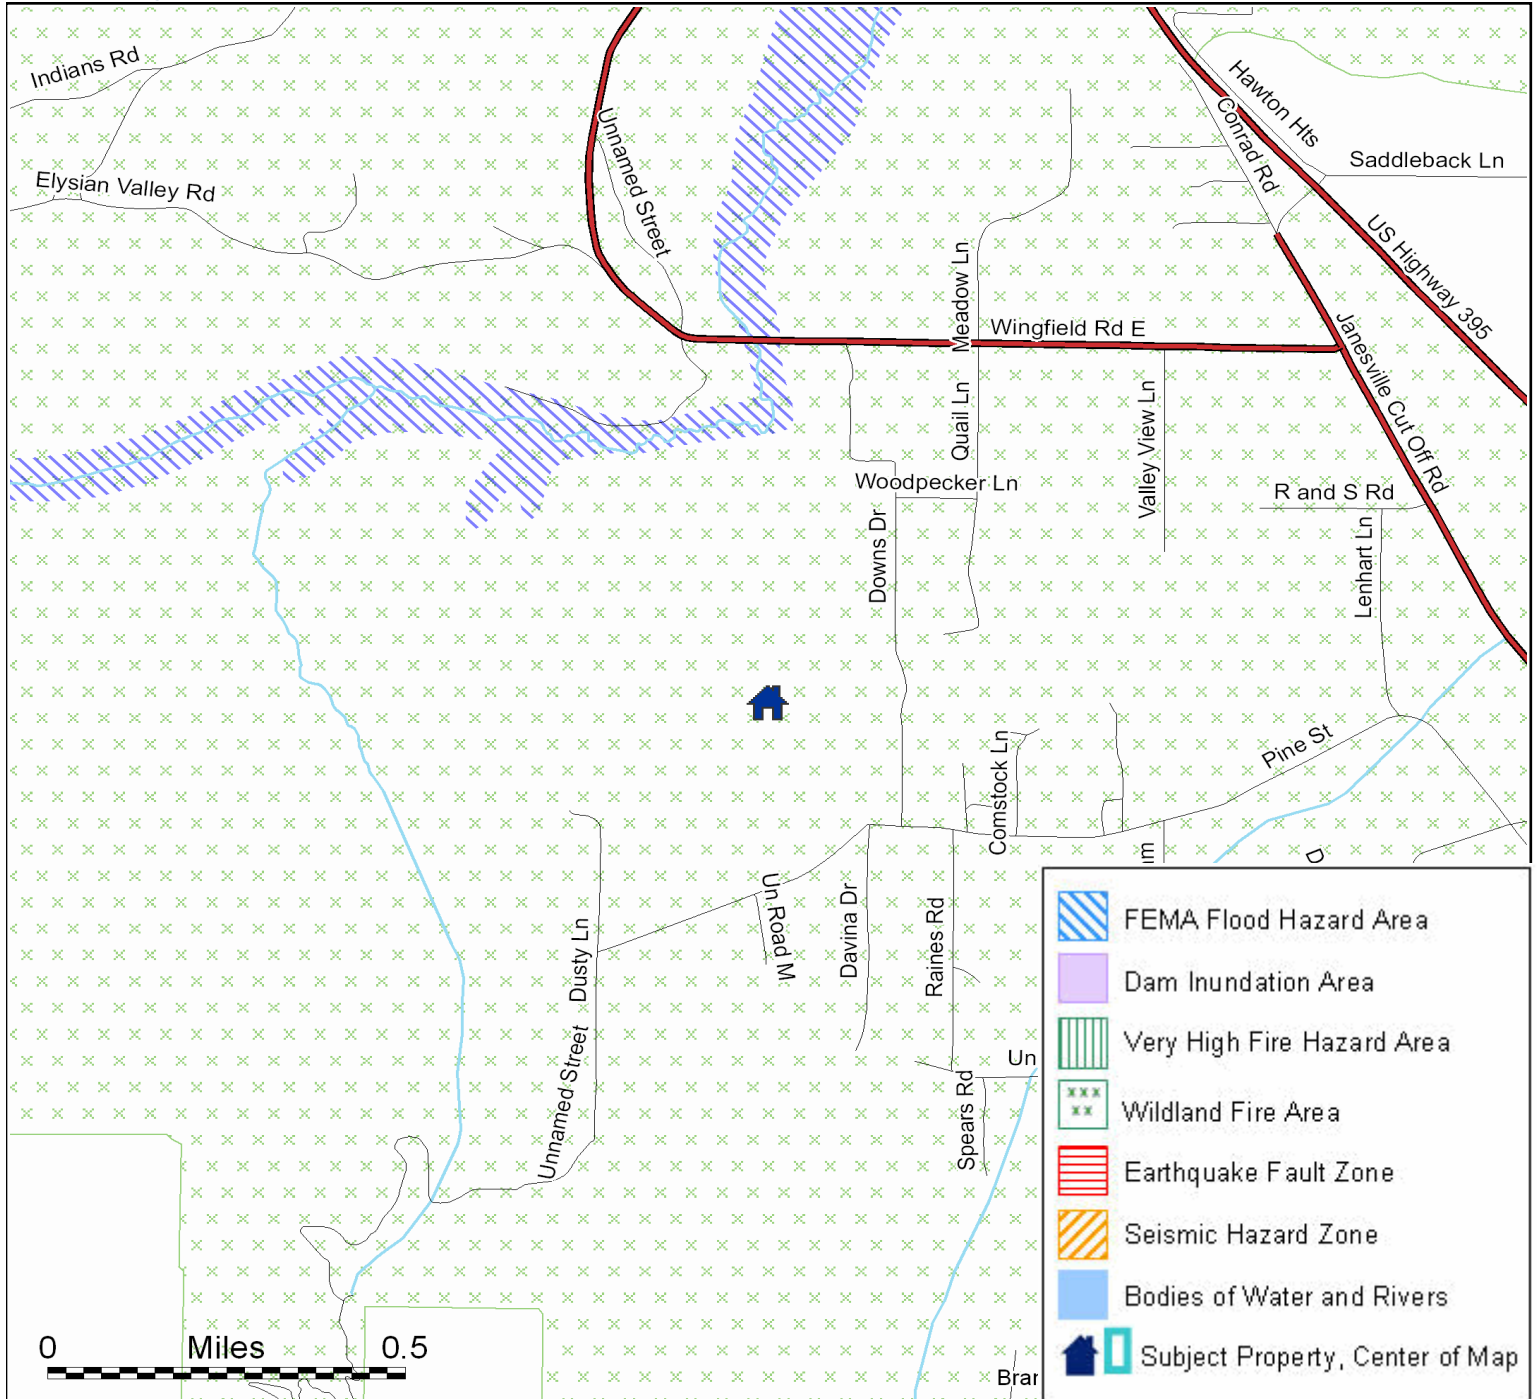 Indians Rd
Elysian Valley Rd
Unnamed Street
Hawton Hts
Conrad Rd
Saddleback Ln
US Highway 395
Meadow Ln
Wingfield Rd E
Janesville Cut Off Rd
Quail Ln
Valley View Ln
Woodpecker Ln
R and S Rd
Downs Dr
Lenhart Ln
Pine St
Comstock Ln
D
Un Road M
Davina Dr
Raines Rd
Dusty Ln
Unnamed Street
Un
Spears Rd
Bran
FEMA Flood Hazard Area
Dam Inundation Area
Very High Fire Hazard Area
Wildland Fire Area
Earthquake Fault Zone
Seismic Hazard Zone
Bodies of Water and Rivers
Subject Property, Center of Map
0 Miles 0.5